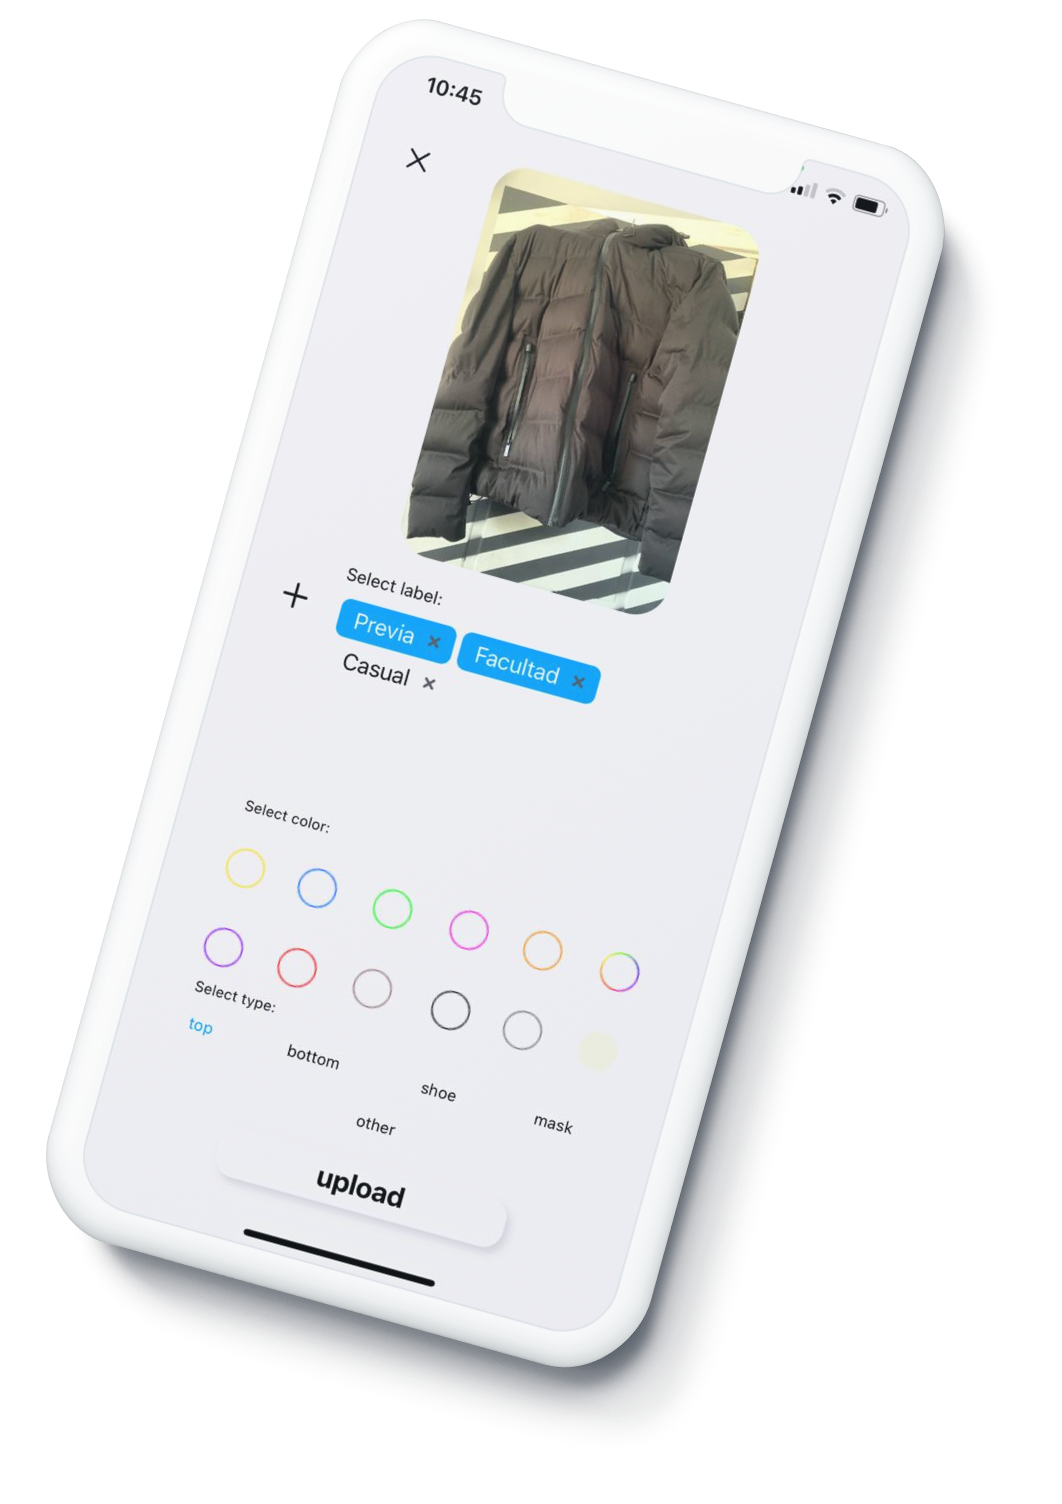 10:45
Select label:
Previa × Facultad ×
Casual ×
Select color:
Select type:
top bottom shoe mask
other
upload